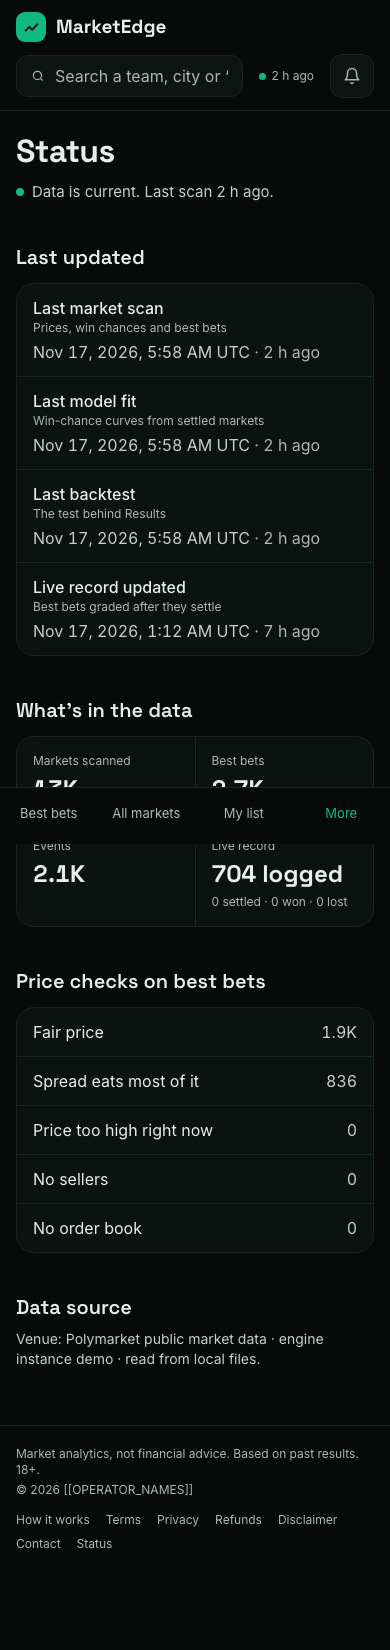 MarketEdge
Search a team, city or
2 h ago
Status
Data is current. Last scan 2 h ago.
Last updated
Last market scan
Prices, win chances and best bets
Nov 17, 2026, 5:58 AM UTC · 2 h ago
Last model fit
Win-chance curves from settled markets
Nov 17, 2026, 5:58 AM UTC · 2 h ago
Last backtest
The test behind Results
Nov 17, 2026, 5:58 AM UTC · 2 h ago
Live record updated
Best bets graded after they settle
Nov 17, 2026, 1:12 AM UTC · 7 h ago
What’s in the data
Markets scanned
Best bets
Best bets
All markets
My list
More
Events
Live record
2.1K
704 logged
0 settled · 0 won · 0 lost
Price checks on best bets
Fair price 1.9K
Spread eats most of it 836
Price too high right now 0
No sellers 0
No order book 0
Data source
Venue: Polymarket public market data · engine
instance demo · read from local files.
Market analytics, not financial advice. Based on past results.
18+.
© 2026 [[OPERATOR_NAMES]]
How it works Terms Privacy Refunds Disclaimer
Contact Status